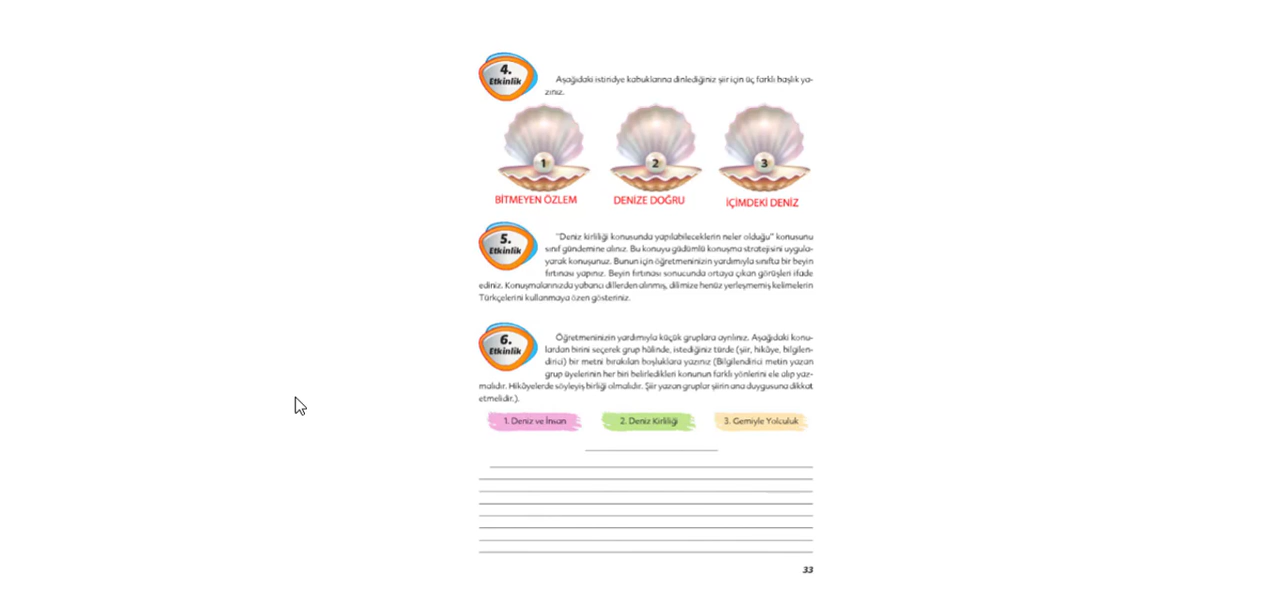 4.
Etkinlik
Aşağıdaki istiridye kabuklarına dinlediğiniz şiir için üç farklı başlık ya-
zınız.
1 2 3
BİTMEYEN ÖZLEM DENİZE DOĞRU İÇİMDEKİ DENİZ
5.
Etkinlik
"Deniz kirliliği konusunda yapılabileceklerin neler olduğu" konusunu
sınıf gündemine alınız. Bu konuyu güdümlü konuşma stratejisini uygula-
yarak konuşunuz. Bunun için öğretmeninizin yardımıyla sınıfta bir beyin
fırtınası yapınız. Beyin fırtınası sonucunda ortaya çıkan görüşleri ifade
ediniz. Konuşmalarınızda yabancı dillerden alınmış, dilimize henüz yerleşmemiş kelimelerin
Türkçelerini kullanmaya özen gösteriniz.
6.
Etkinlik
Öğretmeninizin yardımıyla küçük gruplara ayrılınız. Aşağıdaki konu-
lardan birini seçerek grup hâlinde, istediğiniz türde (şiir, hikâye, bilgilen-
dirici) bir metni bırakılan boşluklara yazınız (Bilgilendirici metin yazan
grup üyelerinin her biri belirledikleri konunun farklı yönlerini ele alıp yaz-
malıdır. Hikâyelerde söyleyiş birliği olmalıdır. Şiir yazan gruplar şiirin ana duygusuna dikkat
etmelidir.).
1. Deniz ve İnsan 2. Deniz Kirliliği 3. Gemiyle Yolculuk
33